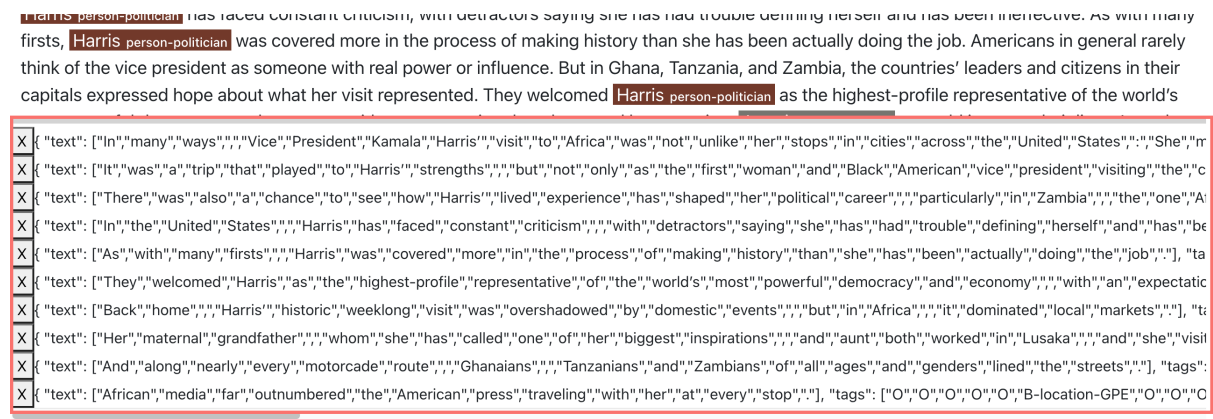 Harris person-politician has faced constant criticism, with detractors saying she has had trouble defining herself and has been ineffective. As with many
firsts, Harris person-politician was covered more in the process of making history than she has been actually doing the job. Americans in general rarely
think of the vice president as someone with real power or influence. But in Ghana, Tanzania, and Zambia, the countries’ leaders and citizens in their
capitals expressed hope about what her visit represented. They welcomed Harris person-politician as the highest-profile representative of the world’s
X { "text": ["In","many","ways",",","Vice","President","Kamala","Harris’","visit","to","Africa","was","not","unlike","her","stops","in","cities","across","the","United","States",":","She","m
X { "text": ["It","was","a","trip","that","played","to","Harris’","strengths",",","but","not","only","as","the","first","woman","and","Black","American","vice","president","visiting","the","c
X { "text": ["There","was","also","a","chance","to","see","how","Harris’","lived","experience","has","shaped","her","political","career",",","particularly","in","Zambia",",","the","one","Af
X { "text": ["In","the","United","States",",","Harris","has","faced","constant","criticism",",","with","detractors","saying","she","has","had","trouble","defining","herself","and","has","be
X { "text": ["As","with","many","firsts",",","Harris","was","covered","more","in","the","process","of","making","history","than","she","has","been","actually","doing","the","job","."], "ta
X { "text": ["They","welcomed","Harris","as","the","highest-profile","representative","of","the","world’s","most","powerful","democracy","and","economy",",","with","an","expectatio
X { "text": ["Back","home",",","Harris’","historic","weeklong","visit","was","overshadowed","by","domestic","events",",","but","in","Africa",",","it","dominated","local","markets","."], "ta
X { "text": ["Her","maternal","grandfather",",","whom","she","has","called","one","of","her","biggest","inspirations",",","and","aunt","both","worked","in","Lusaka",",","and","she","visit
X { "text": ["And","along","nearly","every","motorcade","route",",","Ghanaians",",","Tanzanians","and","Zambians","of","all","ages","and","genders","lined","the","streets","."], "tags":
X { "text": ["African","media","far","outnumbered","the","American","press","traveling","with","her","at","every","stop","."], "tags": ["O","O","O","O","O","B-location-GPE","O","O","O